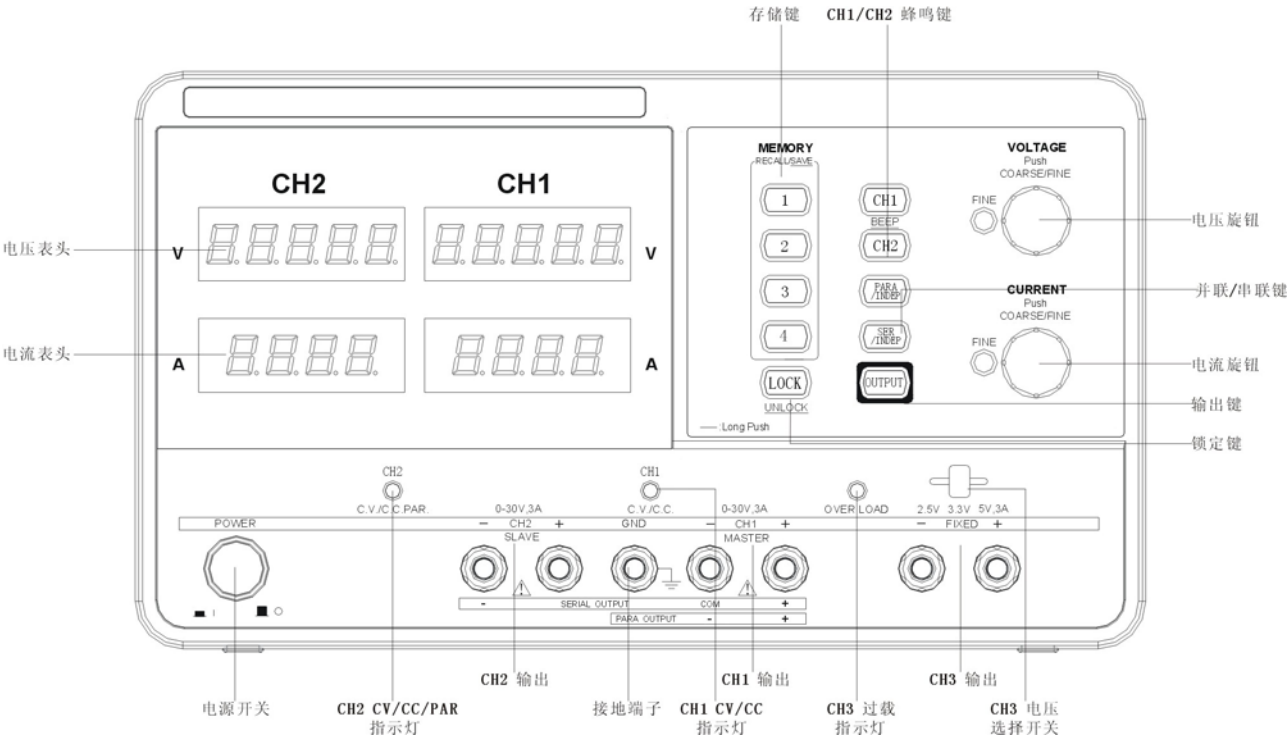 存储键 CH1/CH2 蜂鸣键
MEMORY
RECALL/SAVE
VOLTAGE
Push
COARSE/FINE
CH2 CH1
1 CH1 FINE
BEEP
电压旋钮
电压表头 V V
2 CH2
3 PARA
/INDEP
CURRENT
Push
COARSE/FINE
并联/串联键
电流表头 A A
4 SER
/INDEP
FINE
电流旋钮
LOCK OUTPUT
UNLOCK
输出键
:Long Push
锁定键
CH2 CH1
C.V./C.C.PAR. 0-30V,3A C.V./C.C. 0-30V,3A OVER LOAD 2.5V 3.3V 5V,3A
POWER - CH2 + GND - CH1 + - FIXED +
SLAVE MASTER
- SERIAL OUTPUT COM +
PARA OUTPUT - +
CH2 输出 CH1 输出 CH3 输出
电源开关 CH2 CV/CC/PAR 接地端子 CH1 CV/CC CH3 过载 CH3 电压
指示灯 指示灯 指示灯 选择开关